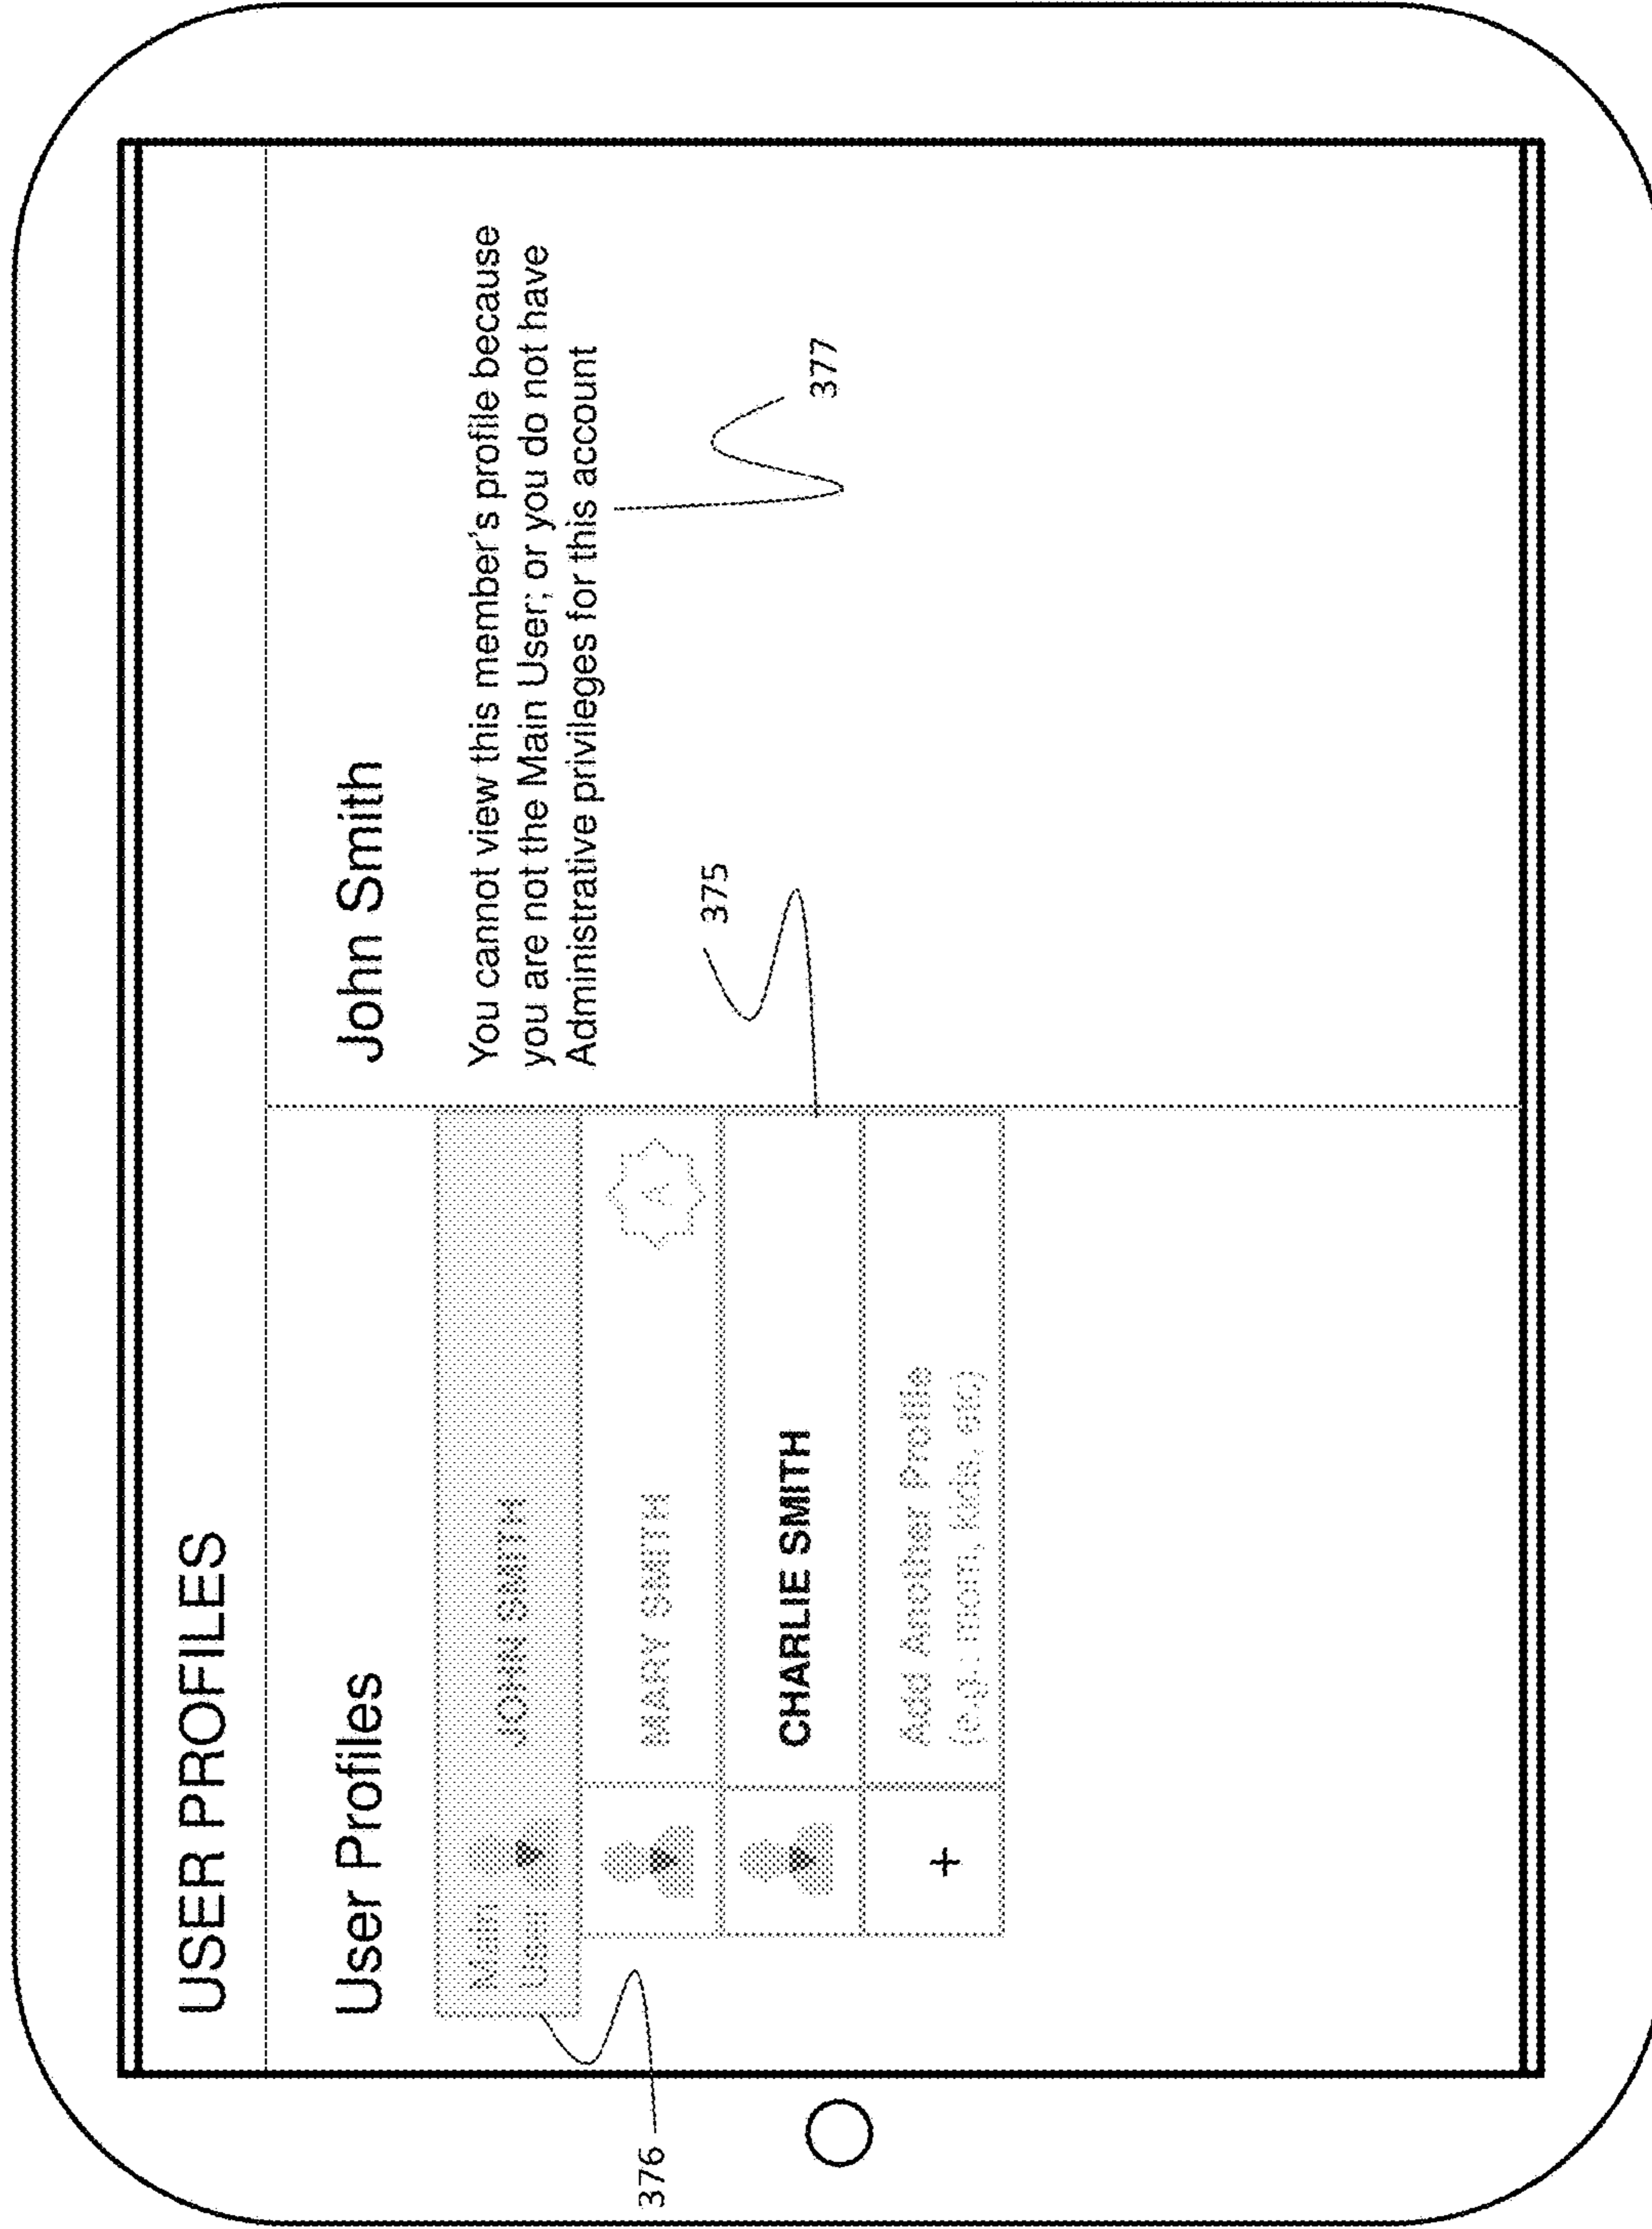 USER PROFILES
User Profiles
John Smith
Main
User
JOHN SMITH
You cannot view this member's profile because
you are not the Main User; or you do not have
Administrative privileges for this account
MARY SMITH
A
CHARLIE SMITH
+
Add Another Profile
(e.g.: mom, kids, etc)
375
376
377